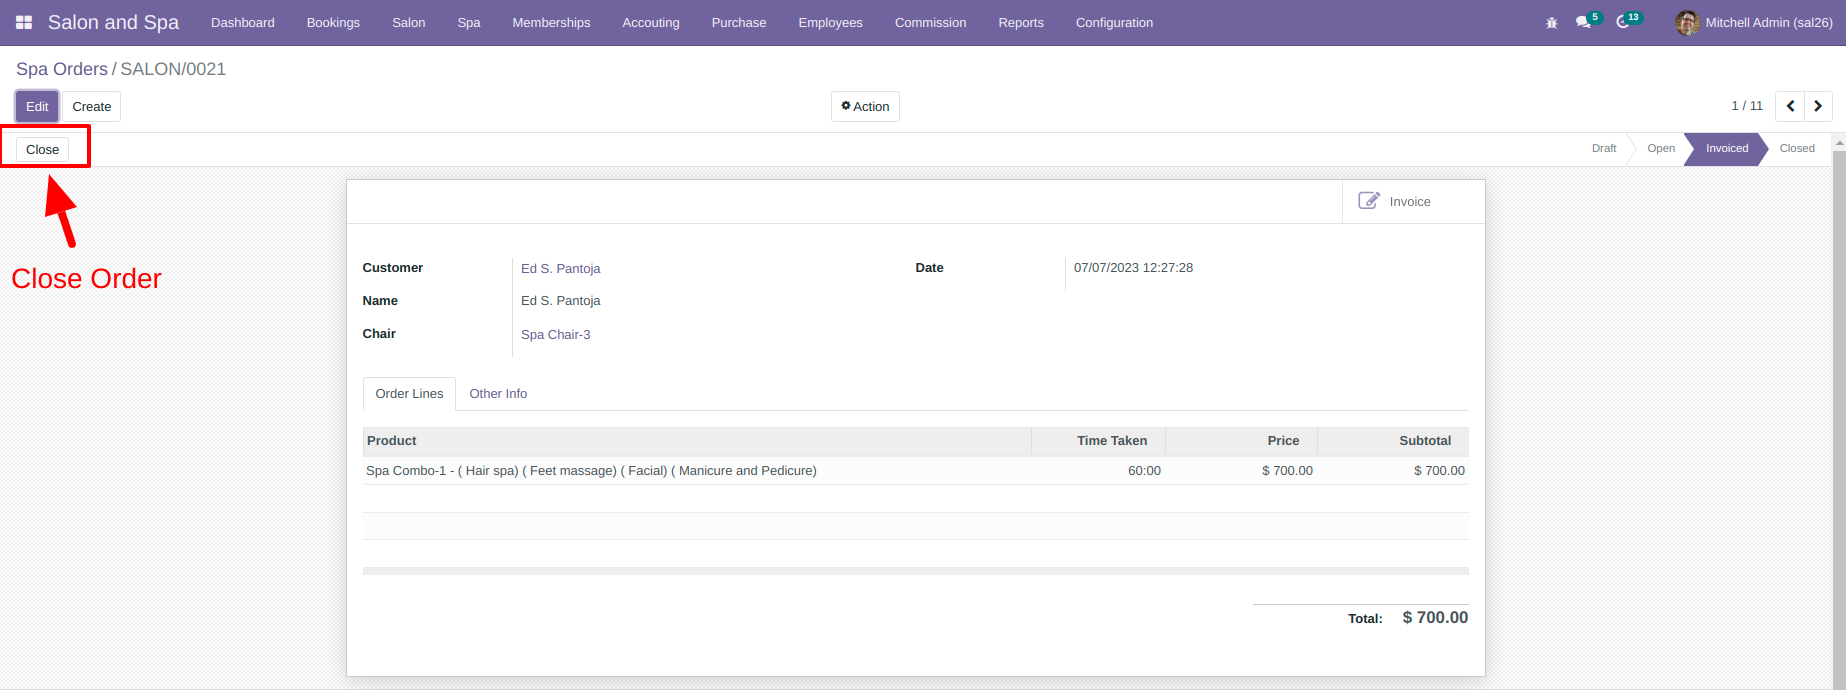 Salon and Spa Dashboard Bookings Salon Spa Memberships Accouting Purchase Employees Commission Reports Configuration 5 13 Mitchell Admin (sal26)
Spa Orders / SALON/0021
Edit Create Action 1 / 11
Close Draft Open Invoiced Closed
Invoice
Close Order
Customer Ed S. Pantoja Date 07/07/2023 12:27:28
Name Ed S. Pantoja
Chair Spa Chair-3
Order Lines Other Info
Product Time Taken Price Subtotal
Spa Combo-1 - ( Hair spa) ( Feet massage) ( Facial) ( Manicure and Pedicure) 60:00 $ 700.00 $ 700.00
Total: $ 700.00